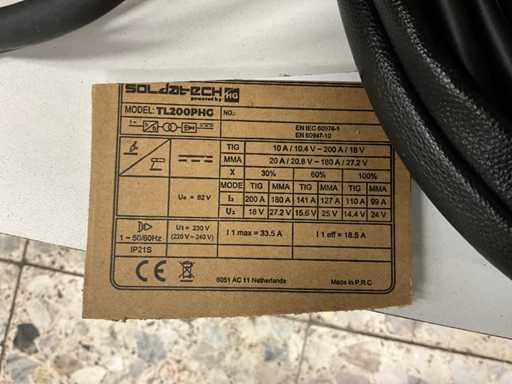 SOLDATECH
powered by HG
MODEL: TL200PHG NO.:
EN IEC 60974-1
EN 60947-10
TIG 10 A / 10.4 V – 200 A / 18 V
MMA 20 A / 20.8 V – 180 A / 27.2 V
X 30% 60% 100%
U₀ = 62 V MODE TIG MMA TIG MMA TIG MMA
I₂ 200 A 180 A 141 A 127 A 110 A 99 A
U₂ 18 V 27.2 V 15.6 V 25 V 14.4 V 24 V
1 ~ 50/60Hz U₁ = 230 V (220 V ~ 240 V) I 1 max = 33.5 A I 1 eff = 18.5 A
IP21S
CE 6051 AC 11 Netherlands Made in P.R.C